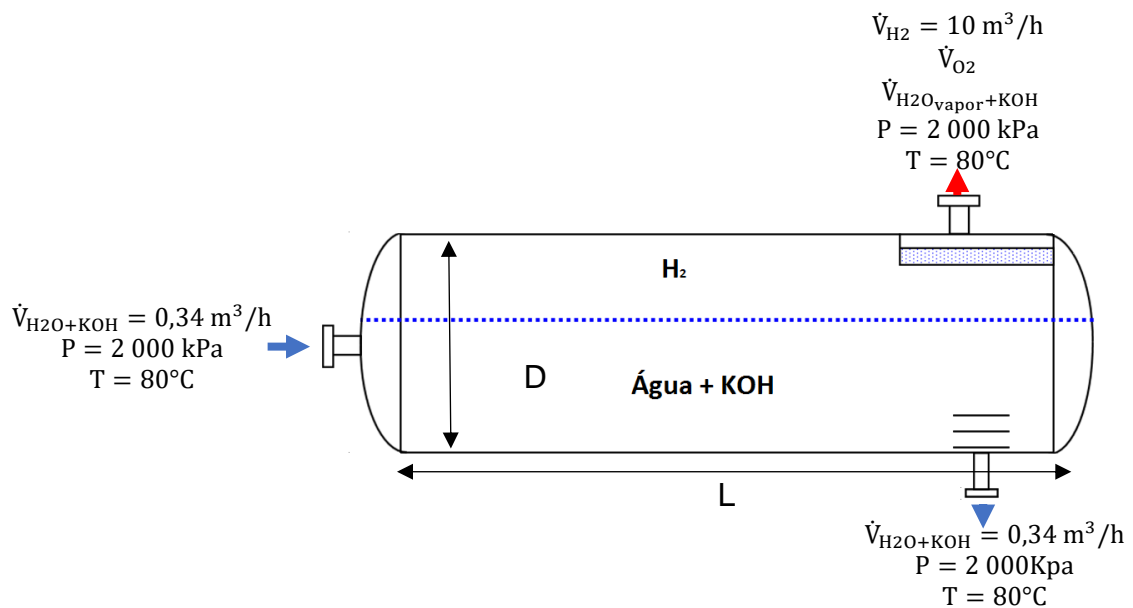 V̇H2 = 10 m³/h
V̇O2
V̇H2Ovapor+KOH
P = 2 000 kPa
T = 80°C
H₂
V̇H2O+KOH = 0,34 m³/h
P = 2 000 kPa
T = 80°C
D
Água + KOH
L
V̇H2O+KOH = 0,34 m³/h
P = 2 000Kpa
T = 80°C